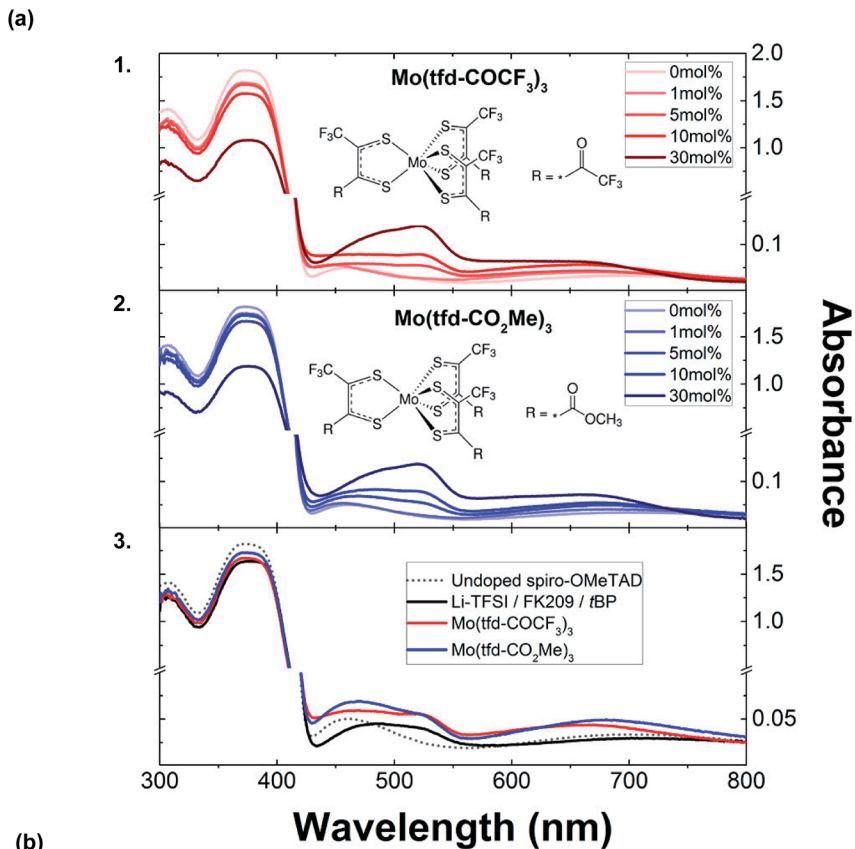 (a)
1.
Mo(tfd-COCF₃)₃
0mol%
1mol%
5mol%
10mol%
30mol%
2.0
1.5
1.0
0.1
F₃C
S
S
R
Mo
S
S
S
S
CF₃
CF₃
R
R
R =
*
O
CF₃
2.
Mo(tfd-CO₂Me)₃
0mol%
1mol%
5mol%
10mol%
30mol%
1.5
1.0
0.1
F₃C
S
S
R
Mo
S
S
S
S
CF₃
CF₃
R
R
R =
*
O
OCH₃
Absorbance
3.
Undoped spiro-OMeTAD
Li-TFSI / FK209 / tBP
Mo(tfd-COCF₃)₃
Mo(tfd-CO₂Me)₃
1.5
1.0
0.05
300 400 500 600 700 800
Wavelength (nm)
(b)